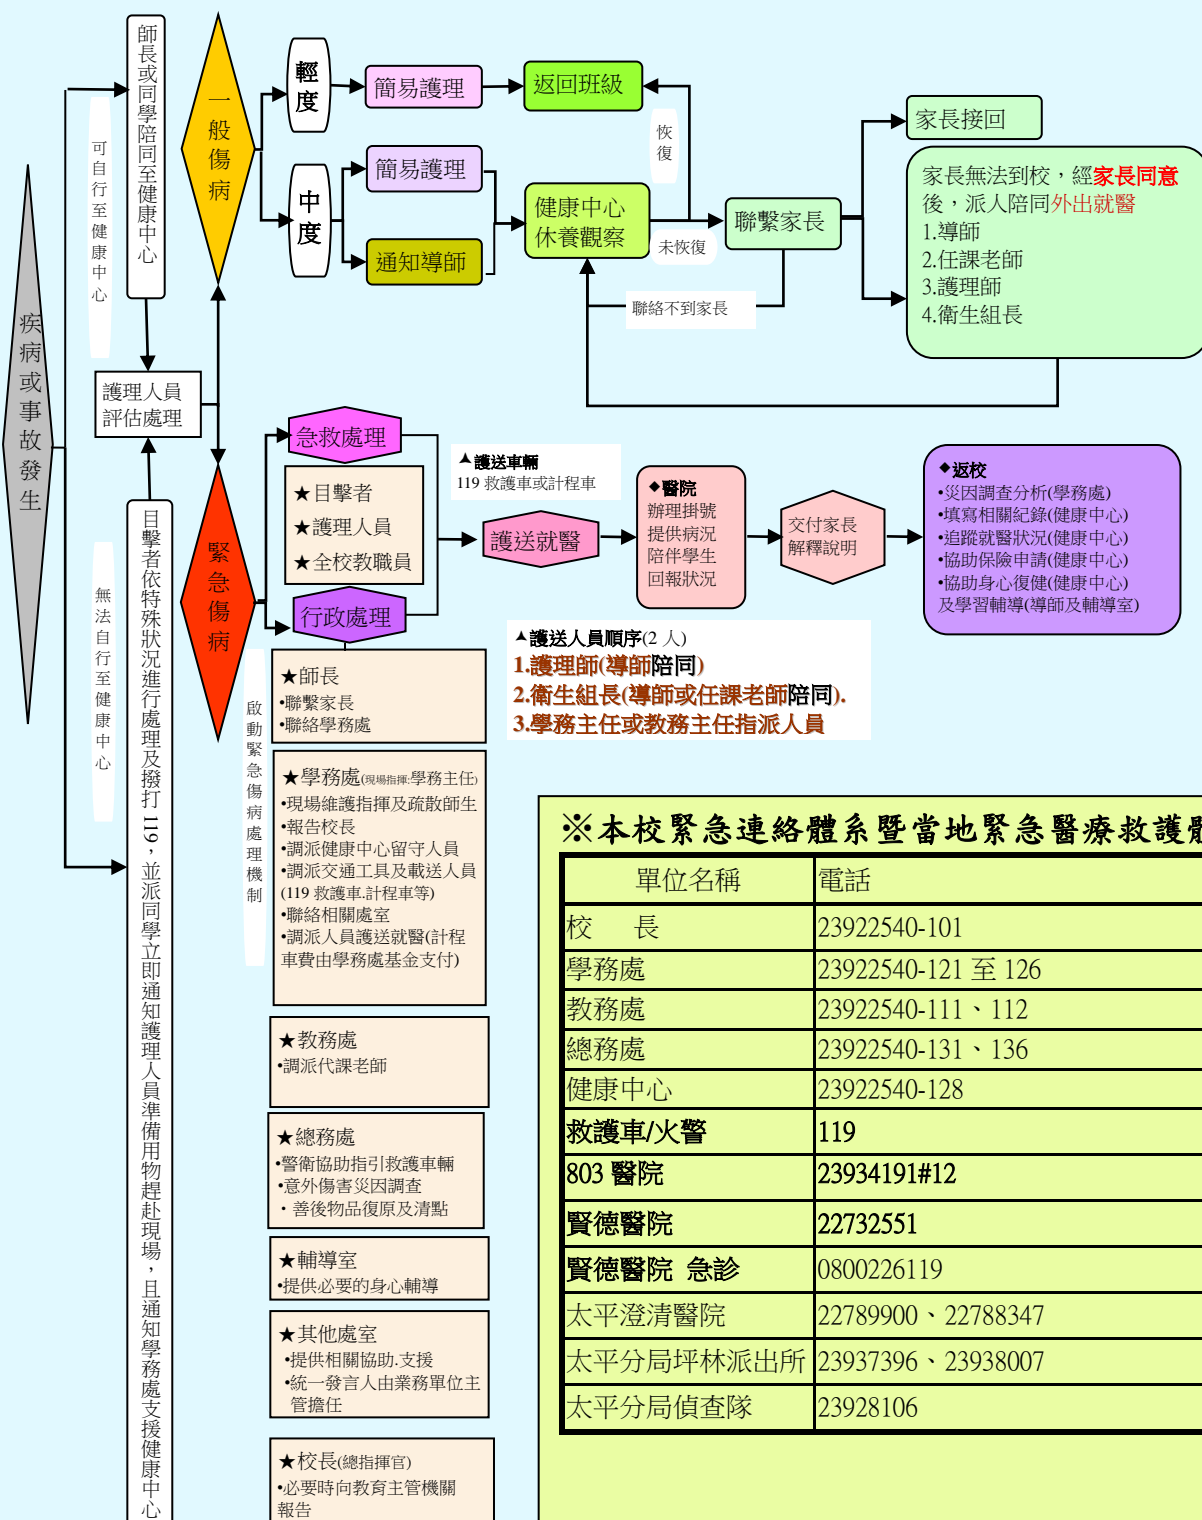 疾病或事故發生
可自行至健康中心
無法自行至健康中心
師長或同學陪同至健康中心
護理人員
評估處理
目擊者依特殊狀況進行處理及撥打 119，並派同學立即通知護理人員準備用物趕赴現場，且通知學務處支援健康中心
一般傷病
輕度
簡易護理
返回班級
中度
簡易護理
通知導師
健康中心
休養觀察
恢復
未恢復
聯繫家長
聯絡不到家長
家長接回
家長無法到校，經家長同意
後，派人陪同外出就醫
1.導師
2.任課老師
3.護理師
4.衛生組長
緊急傷病
啟動緊急傷病處理機制
急救處理
★目擊者
★護理人員
★全校教職員
行政處理
▲護送車輛
119 救護車或計程車
護送就醫
◆醫院
辦理掛號
提供病況
陪伴學生
回報狀況
交付家長
解釋說明
◆返校
•災因調查分析(學務處)
•填寫相關紀錄(健康中心)
•追蹤就醫狀況(健康中心)
•協助保險申請(健康中心)
•協助身心復健(健康中心)
及學習輔導(導師及輔導室)
▲護送人員順序(2 人)
1.護理師(導師陪同)
2.衛生組長(導師或任課老師陪同).
3.學務主任或教務主任指派人員
★師長
•聯繫家長
•聯絡學務處
★學務處(現場指揮:學務主任)
•現場維護指揮及疏散師生
•報告校長
•調派健康中心留守人員
•調派交通工具及載送人員
(119 救護車.計程車等)
•聯絡相關處室
•調派人員護送就醫(計程
車費由學務處基金支付)
★教務處
•調派代課老師
★總務處
•警衛協助指引救護車輛
•意外傷害災因調查
•善後物品復原及清點
★輔導室
•提供必要的身心輔導
★其他處室
•提供相關協助.支援
•統一發言人由業務單位主
管擔任
★校長(總指揮官)
•必要時向教育主管機關
報告
※本校緊急連絡體系暨當地緊急醫療救護體
單位名稱 電話
校 長 23922540-101
學務處 23922540-121 至 126
教務處 23922540-111、112
總務處 23922540-131、136
健康中心 23922540-128
救護車/火警 119
803 醫院 23934191#12
賢德醫院 22732551
賢德醫院 急診 0800226119
太平澄清醫院 22789900、22788347
太平分局坪林派出所 23937396、23938007
太平分局偵查隊 23928106